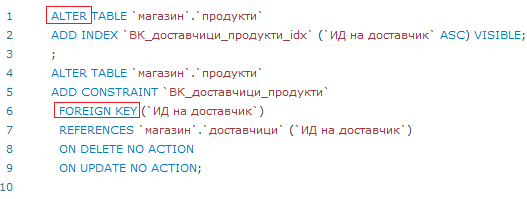 1 ALTER TABLE `магазин`.`продукти`
2 ADD INDEX `ВК_доставчици_продукти_idx` (`ИД на доставчик` ASC) VISIBLE;
3 ;
4 ALTER TABLE `магазин`.`продукти`
5 ADD CONSTRAINT `ВК_доставчици_продукти`
6 FOREIGN KEY (`ИД на доставчик`)
7 REFERENCES `магазин`.`доставчици` (`ИД на доставчик`)
8 ON DELETE NO ACTION
9 ON UPDATE NO ACTION;
10